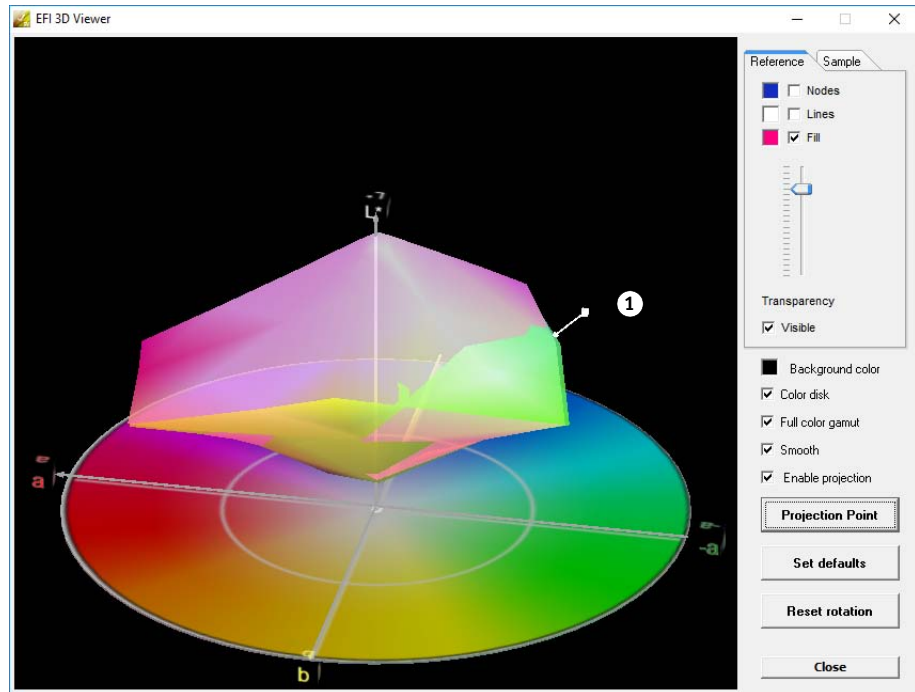 EFI 3D Viewer
Reference
Sample
Nodes
Lines
Fill
Transparency
Visible
Background color
Color disk
Full color gamut
Smooth
Enable projection
Projection Point
Set defaults
Reset rotation
Close
L*
1
a
-a
b